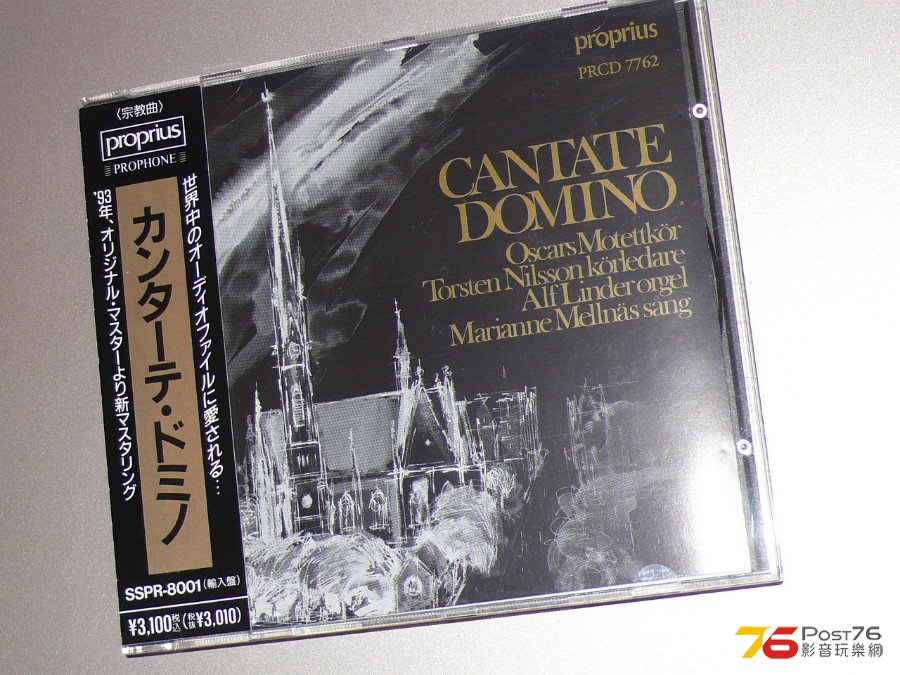 〈宗教曲〉
proprius
PROPHONE
世界中のオーディオファイルに愛される…
カンターテ・ドミノ
'93年、オリジナル・マスターより新マスタリング
SSPR-8001(輸入盤)
¥3,100税込(税抜¥3,010)
proprius
PRCD 7762
CANTATE
DOMINO
Oscars Motettkör
Torsten Nilsson körledare
Alf Linder orgel
Marianne Mellnäs sång
76 POST76
影音玩樂網